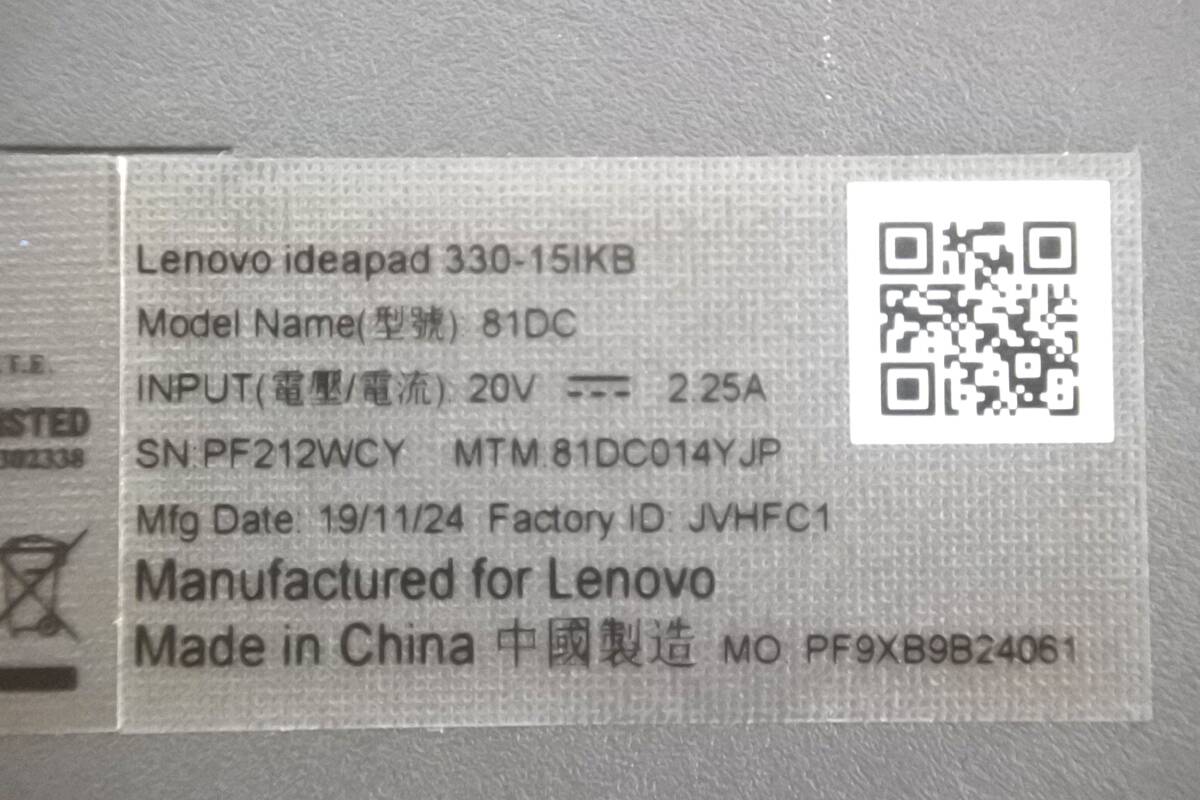 Lenovo ideapad 330-15IKB
Model Name(型號): 81DC
INPUT(電壓/電流): 20V ⎓ 2.25A
SN:PF212WCY MTM:81DC014YJP
Mfg Date: 19/11/24 Factory ID: JVHFC1
Manufactured for Lenovo
Made in China 中國製造 MO PF9XB9B24061
.T.E.
ISTED
302338